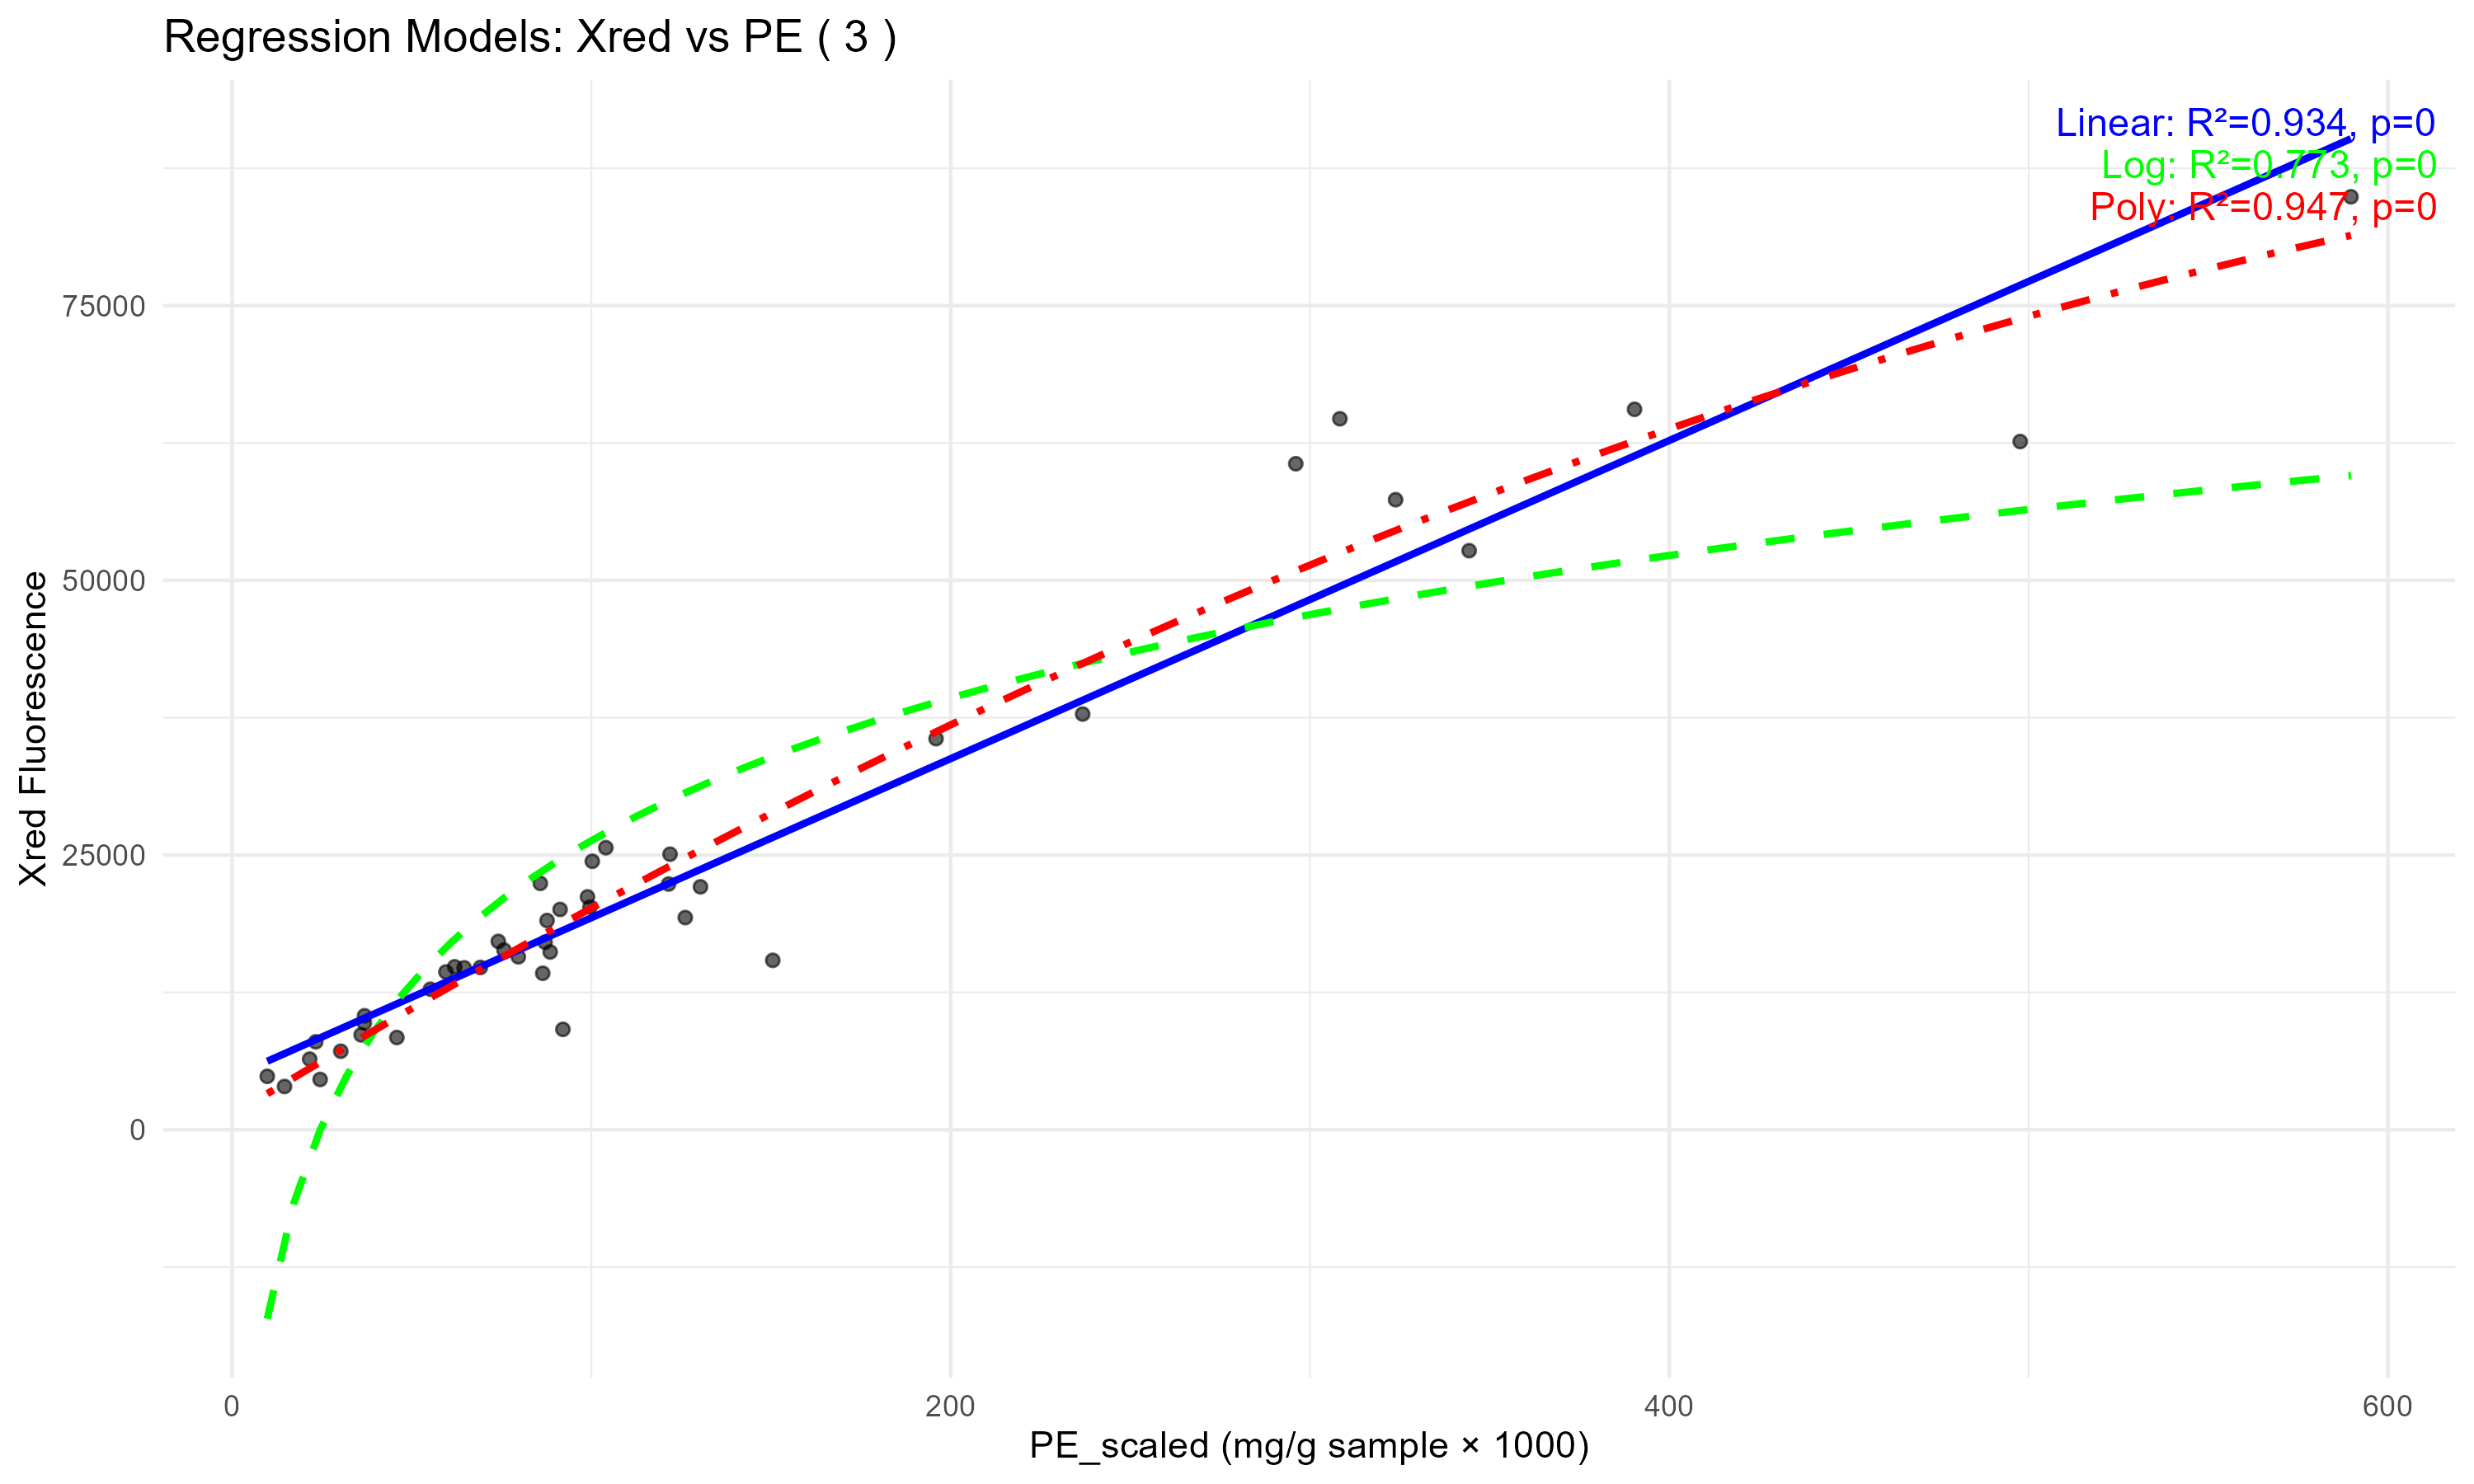 Regression Models: Xred vs PE ( 3 )
Linear: R²=0.934, p=0
Log: R²=0.773, p=0
Poly: R²=0.947, p=0
75000
50000
25000
0
Xred Fluorescence
0
200
400
600
PE_scaled (mg/g sample × 1000)